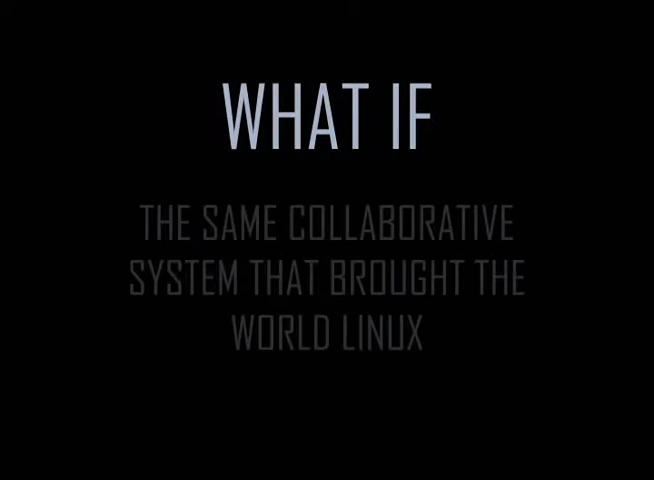 WHAT IF
THE SAME COLLABORATIVE
SYSTEM THAT BROUGHT THE
WORLD LINUX